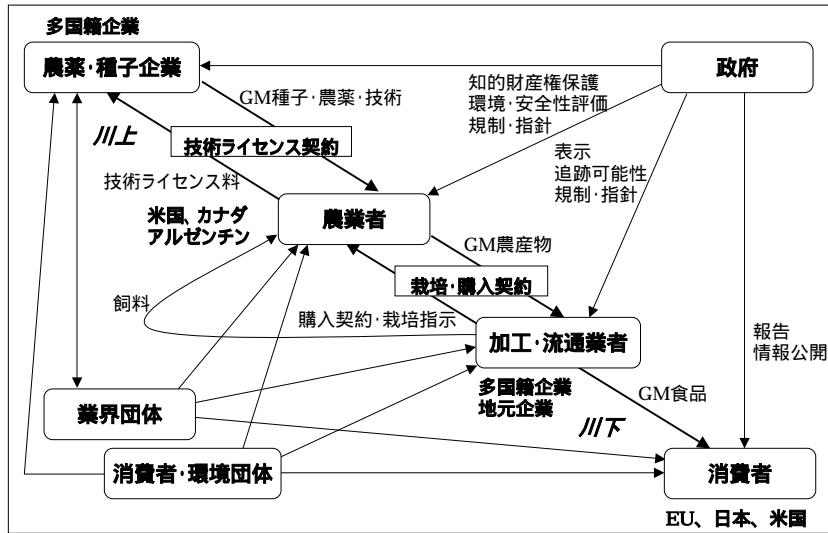 多国籍企業
農薬・種子企業
政府
GM種子・農薬・技術
知的財産権保護
環境・安全性評価
規制・指針
川上
技術ライセンス契約
表示
追跡可能性
規制・指針
技術ライセンス料
米国、カナダ
アルゼンチン
農業者
GM農産物
栽培・購入契約
飼料
購入契約・栽培指示
加工・流通業者
報告
情報公開
多国籍企業
地元企業
GM食品
業界団体
川下
消費者・環境団体
消費者
EU、日本、米国